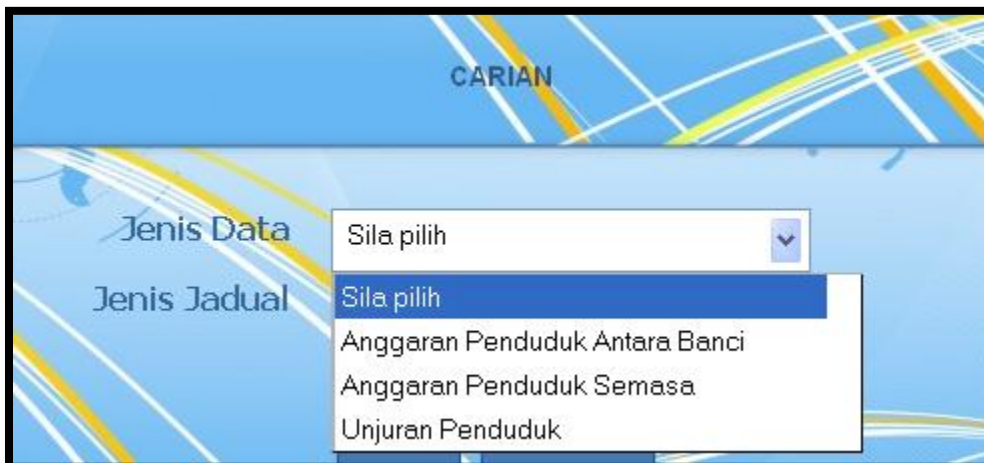 CARIAN
Jenis Data
Sila pilih
Jenis Jadual
Sila pilih
Anggaran Penduduk Antara Banci
Anggaran Penduduk Semasa
Unjuran Penduduk